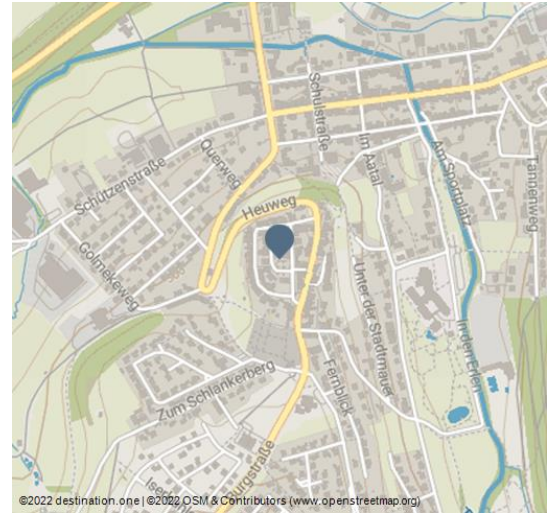 Schulstraße
Im Aatal
Am Sportplatz
Tannenweg
Querweg
Schützenstraße
Heuweg
Golmekeweg
Unter der Stadtmauer
In den Erlen
Fernblick
Zum Schlankerberg
©2022 destination.one | ©2022 OSM & Contributors (www.openstreetmap.org)